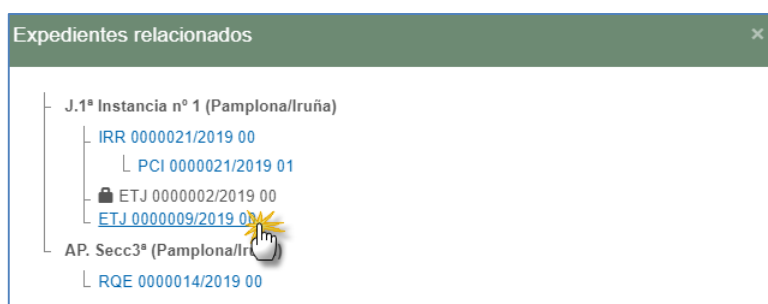 Expedientes relacionados ×
J.1ª Instancia nº 1 (Pamplona/Iruña)
IRR 0000021/2019 00
PCI 0000021/2019 01
ETJ 0000002/2019 00
ETJ 0000009/2019
AP. Secc3ª
RQE 0000014/2019 00